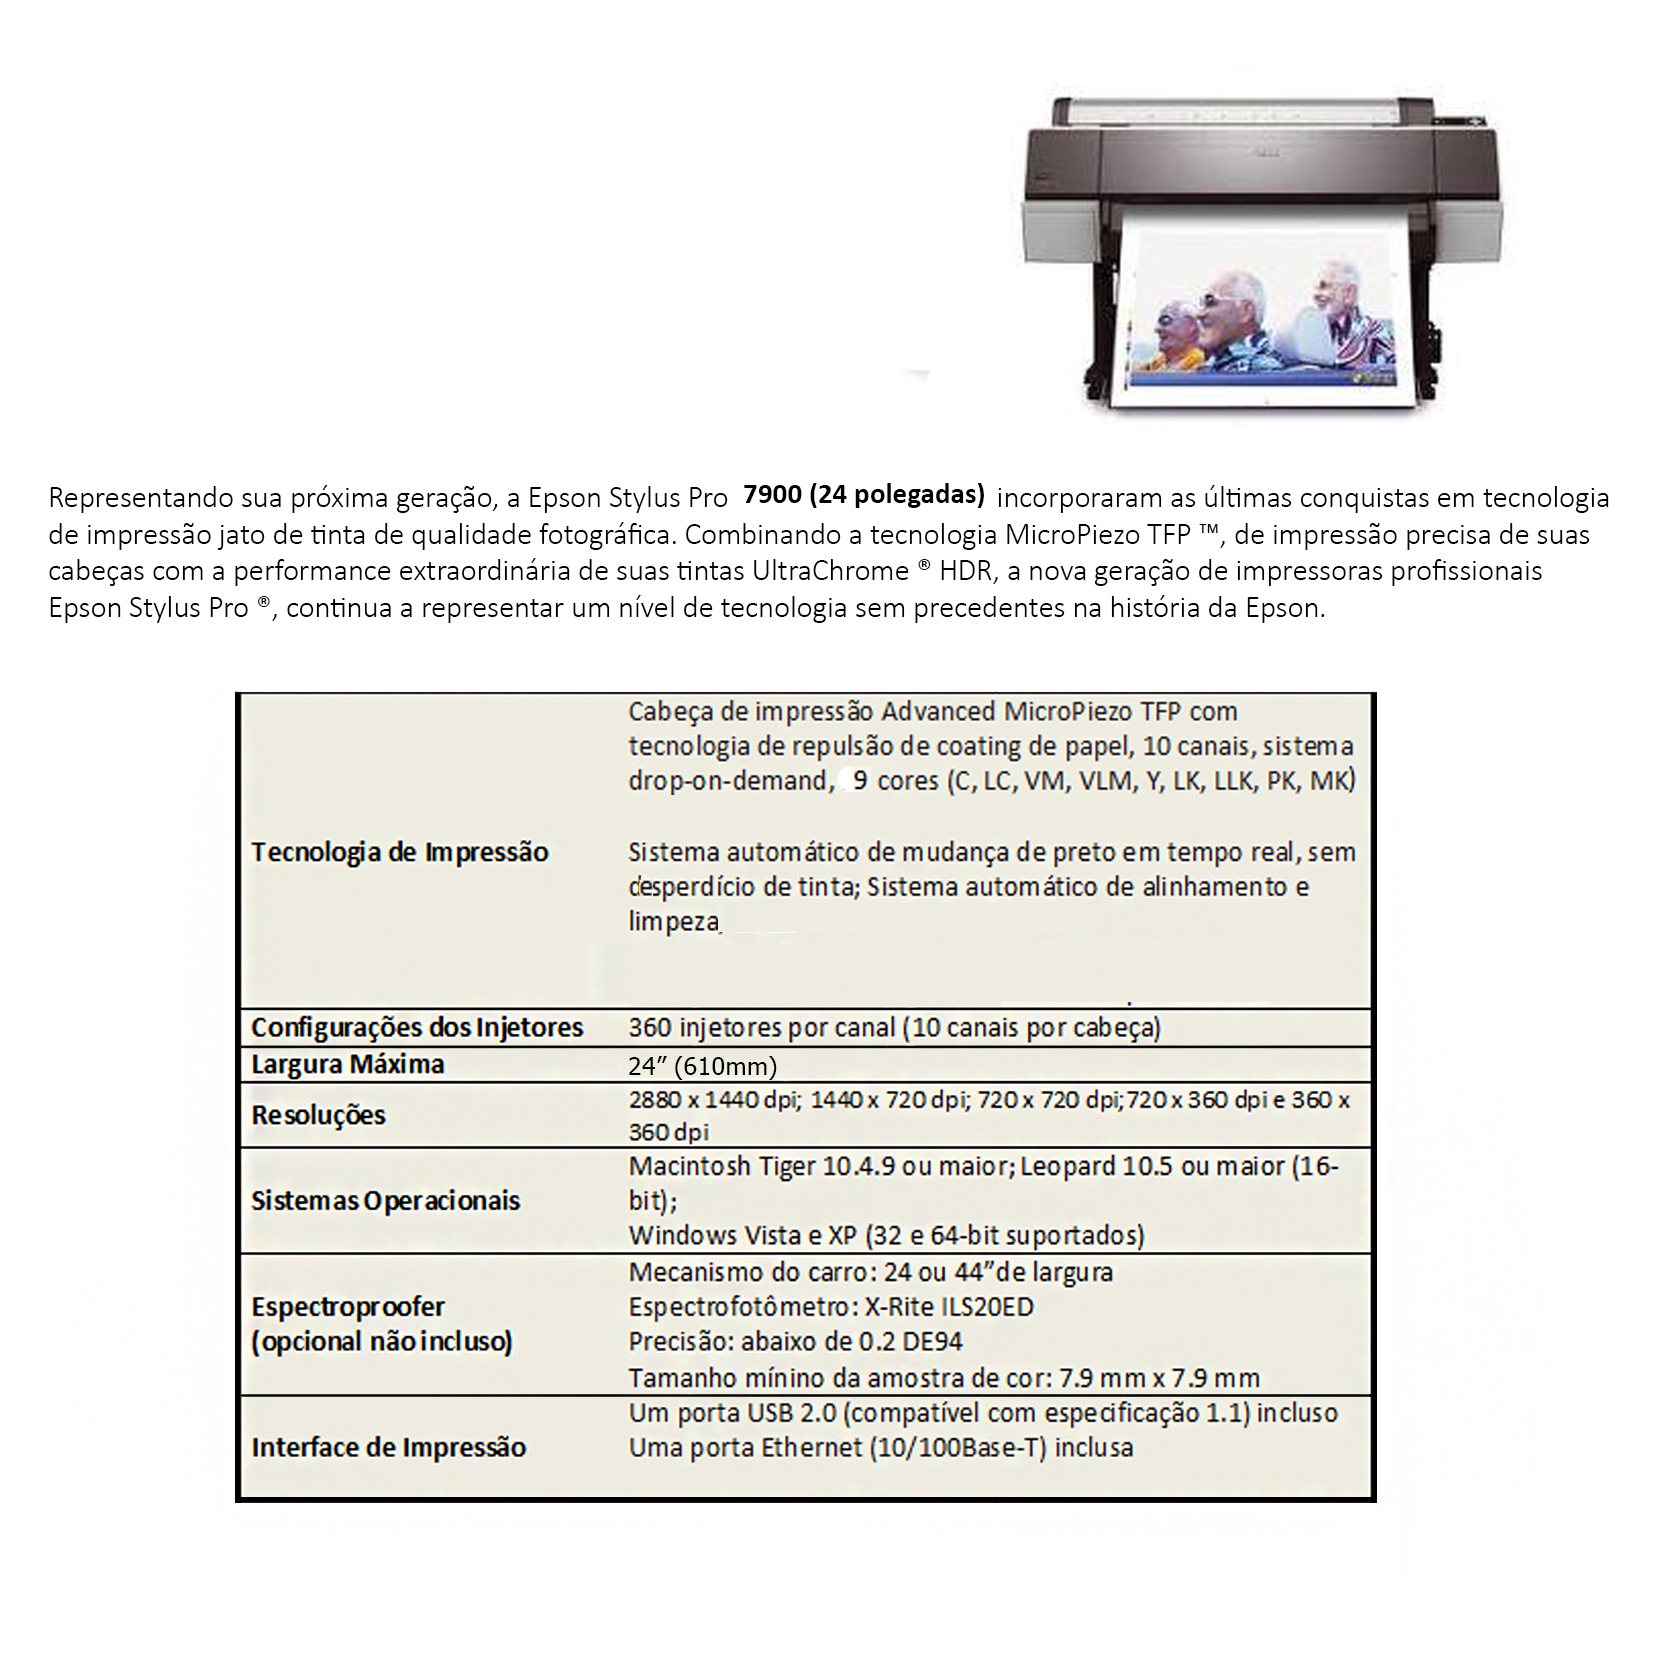 Representando sua próxima geração, a Epson Stylus Pro 7900 (24 polegadas) incorporaram as últimas conquistas em tecnologia
de impressão jato de tinta de qualidade fotográfica. Combinando a tecnologia MicroPiezo TFP ™, de impressão precisa de suas
cabeças com a performance extraordinária de suas tintas UltraChrome ® HDR, a nova geração de impressoras profissionais
Epson Stylus Pro ®, continua a representar um nível de tecnologia sem precedentes na história da Epson.
Cabeça de impressão Advanced MicroPiezo TFP com
tecnologia de repulsão de coating de papel, 10 canais, sistema
drop-on-demand, 9 cores (C, LC, VM, VLM, Y, LK, LLK, PK, MK)
Tecnologia de Impressão
Sistema automático de mudança de preto em tempo real, sem
desperdício de tinta; Sistema automático de alinhamento e
limpeza
Configurações dos Injetores 360 injetores por canal (10 canais por cabeça)
Largura Máxima 24” (610mm)
Resoluções
2880 x 1440 dpi; 1440 x 720 dpi; 720 x 720 dpi; 720 x 360 dpi e 360 x
360 dpi
Sistemas Operacionais
Macintosh Tiger 10.4.9 ou maior; Leopard 10.5 ou maior (16-
bit);
Windows Vista e XP (32 e 64-bit suportados)
Espectroproofer
(opcional não incluso)
Mecanismo do carro: 24 ou 44”de largura
Espectrofotômetro: X-Rite ILS20ED
Precisão: abaixo de 0.2 DE94
Tamanho mínino da amostra de cor: 7.9 mm x 7.9 mm
Interface de Impressão
Um porta USB 2.0 (compatível com especificação 1.1) incluso
Uma porta Ethernet (10/100Base-T) inclusa